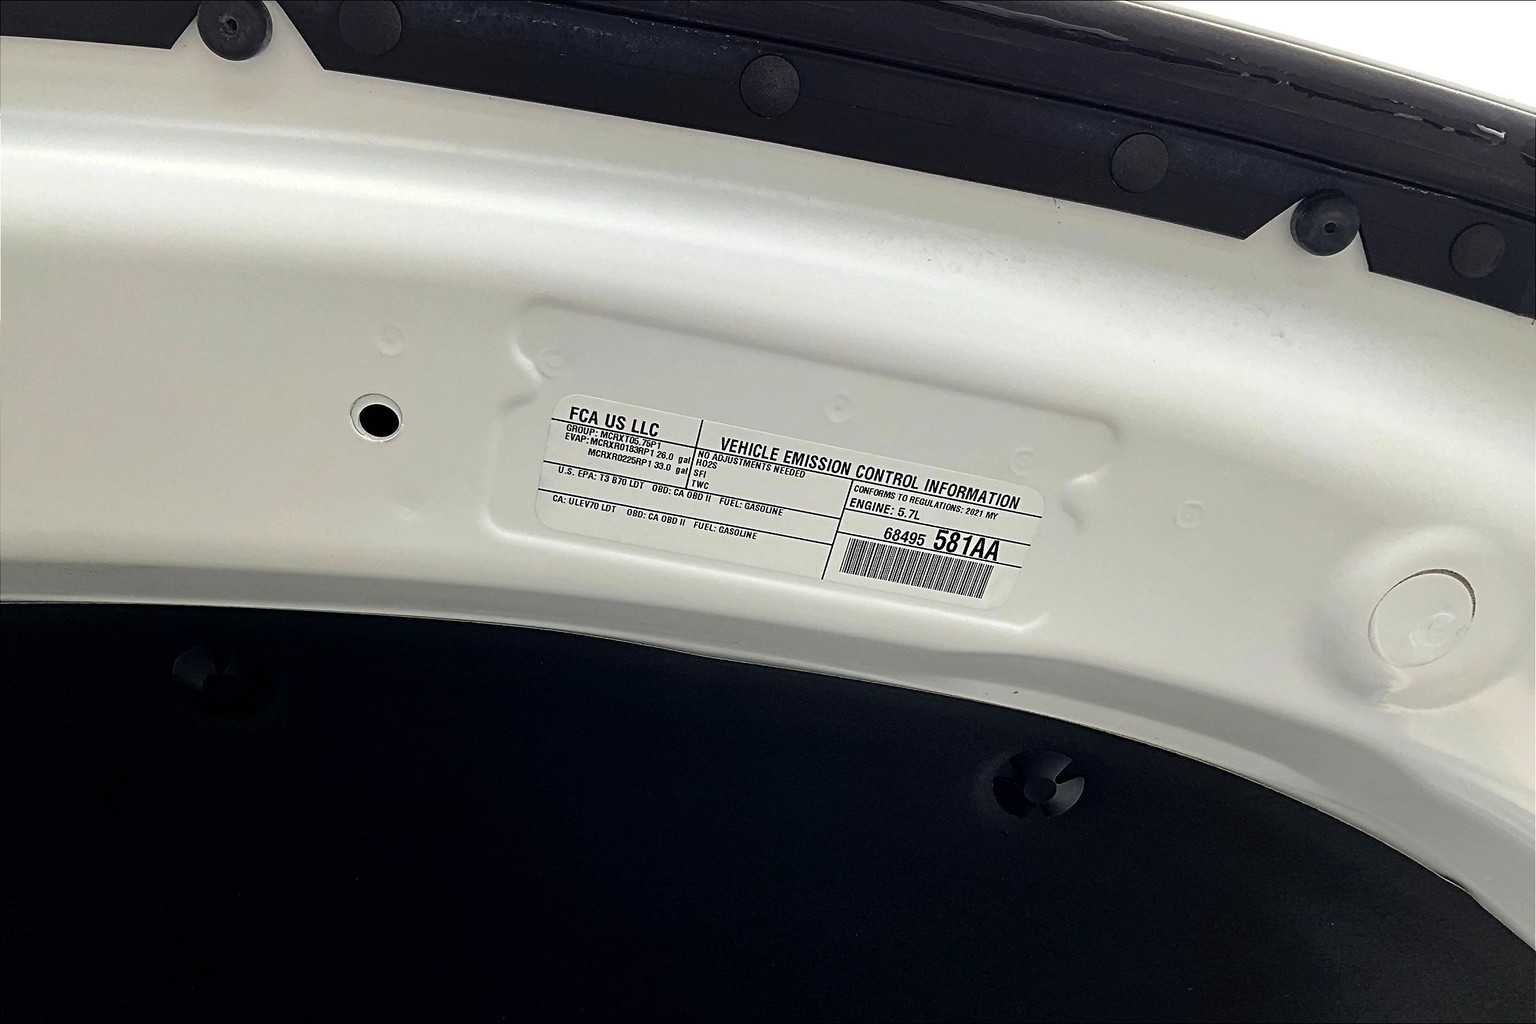 FCA US LLC
GROUP: MCRXT05.75P1
EVAP: MCRXR0183RP1 26.0 gal
MCRXR0225RP1 33.0 gal
VEHICLE EMISSION CONTROL INFORMATION
NO ADJUSTMENTS NEEDED
HO2S
SFI
TWC
CONFORMS TO REGULATIONS: 2021 MY
ENGINE: 5.7L
U.S. EPA: T3 B70 LDT OBD: CA OBD II FUEL: GASOLINE
CA: ULEV70 LDT OBD: CA OBD II FUEL: GASOLINE
68495 581AA